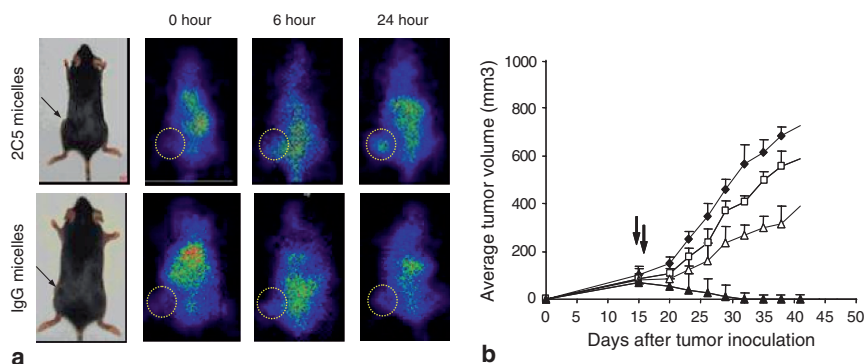 0 hour 6 hour 24 hour
2C5 micelles
IgG micelles
a
Average tumor volume (mm3)
1000
800
600
400
200
0
0 5 10 15 20 25 30 35 40 45 50
Days after tumor inoculation
b